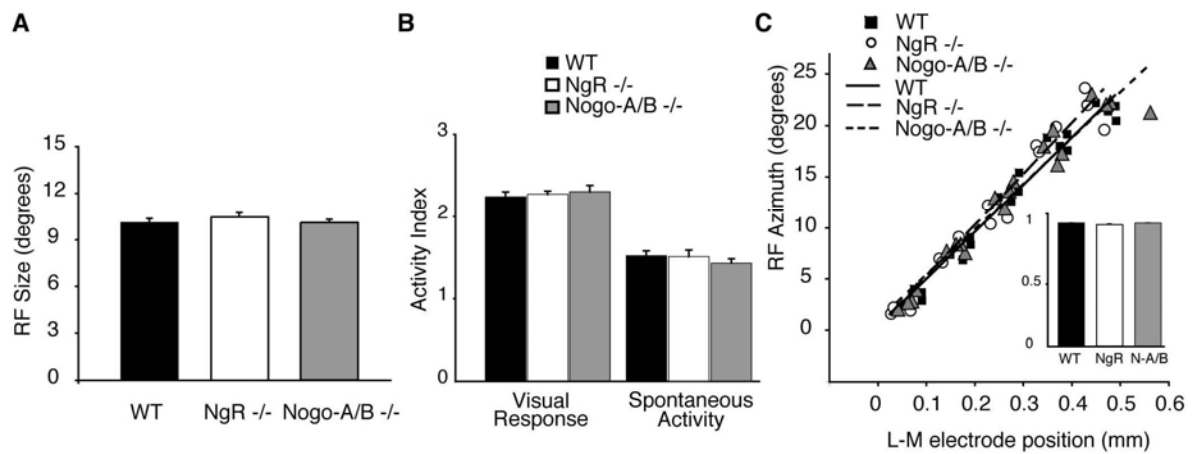 A
RF Size (degrees)
15
12
9
6
3
0
WT
NgR -/-
Nogo-A/B -/-
B
WT
NgR -/-
Nogo-A/B -/-
Activity Index
3
2
1
0
Visual
Response
Spontaneous
Activity
C
WT
NgR -/-
Nogo-A/B -/-
WT
NgR -/-
Nogo-A/B -/-
RF Azimuth (degrees)
25
20
15
10
5
0
1
0.5
0
WT NgR N-A/B
0 0.1 0.2 0.3 0.4 0.5 0.6
L-M electrode position (mm)